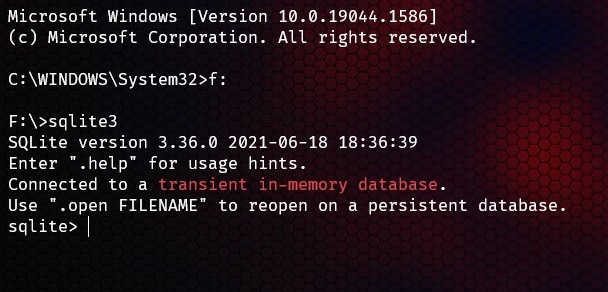 Microsoft Windows [Version 10.0.19044.1586]
(c) Microsoft Corporation. All rights reserved.
C:\WINDOWS\System32>f:
F:\>sqlite3
SQLite version 3.36.0 2021-06-18 18:36:39
Enter ".help" for usage hints.
Connected to a transient in-memory database.
Use ".open FILENAME" to reopen on a persistent database.
sqlite>